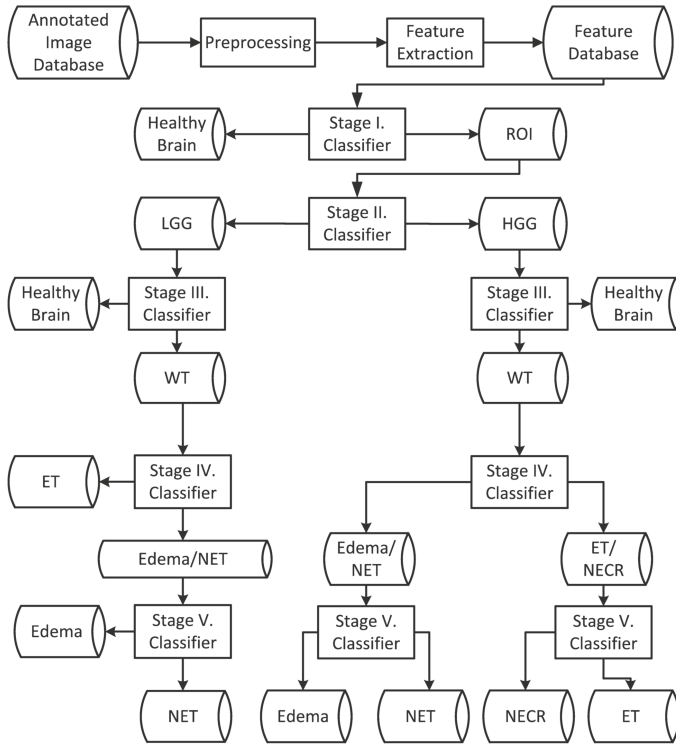 Annotated
Image
Database
Preprocessing
Feature
Extraction
Feature
Database
Healthy
Brain
Stage I.
Classifier
ROI
LGG
Stage II.
Classifier
HGG
Healthy
Brain
Stage III.
Classifier
Stage III.
Classifier
Healthy
Brain
WT
WT
ET
Stage IV.
Classifier
Stage IV.
Classifier
Edema/NET
Edema/
NET
ET/
NECR
Edema
Stage V.
Classifier
Stage V.
Classifier
Stage V.
Classifier
NET
Edema
NET
NECR
ET